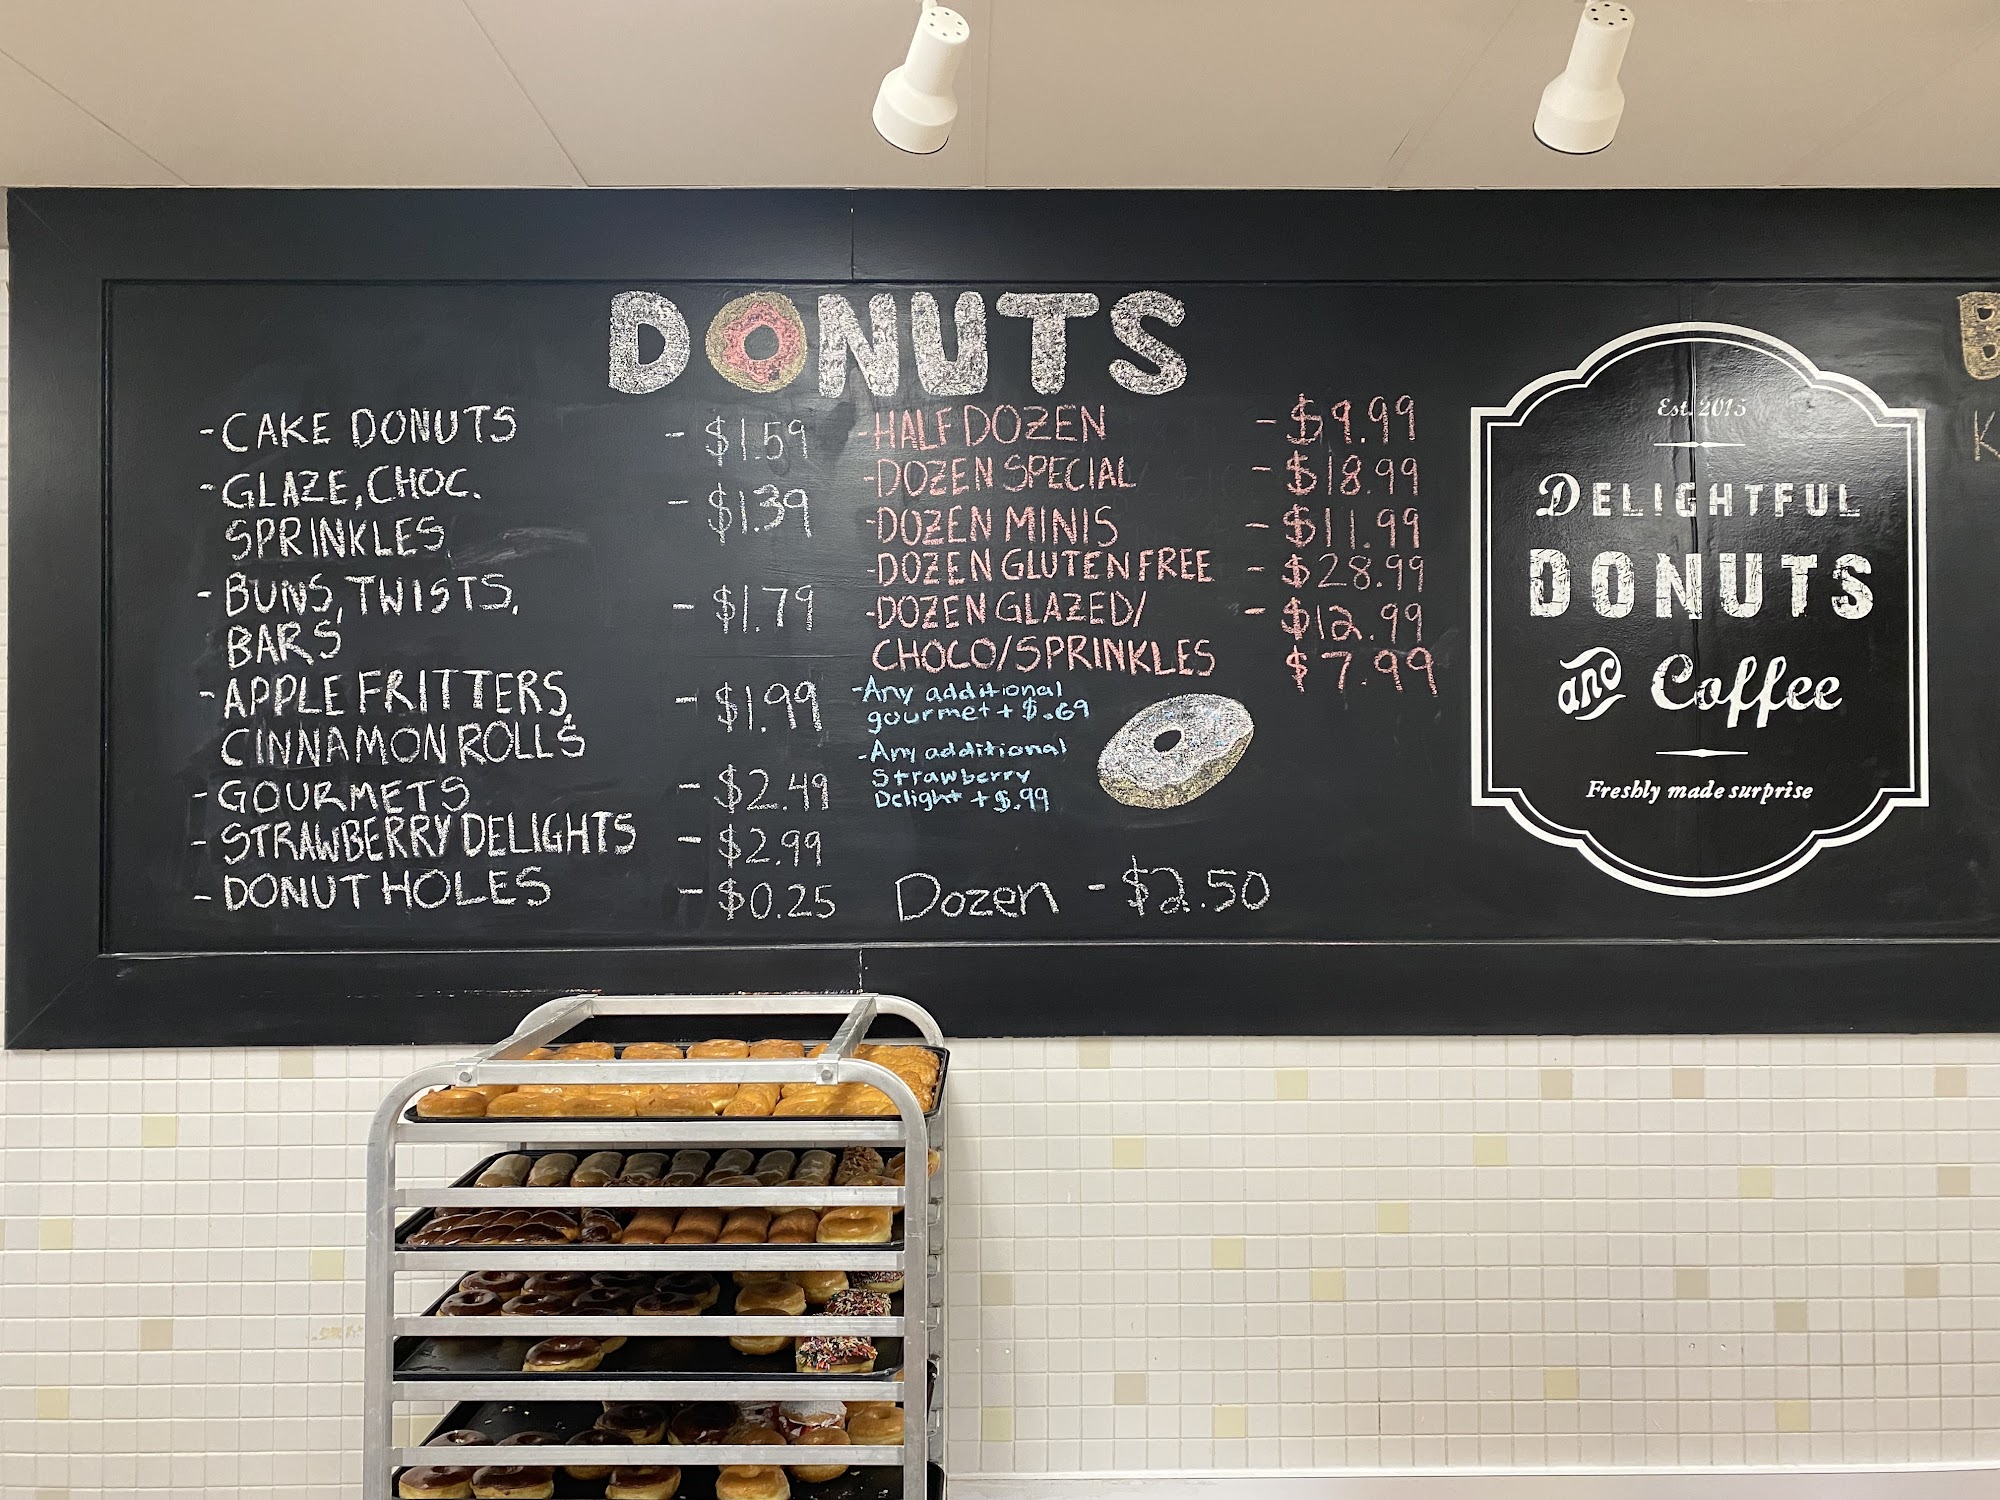 DONUTS
- CAKE DONUTS - $1.59
- GLAZE, CHOC. - $1.39
SPRINKLES
- BUNS, TWISTS, - $1.79
BARS
- APPLE FRITTERS, - $1.99
CINNAMON ROLLS
- GOURMETS - $2.49
- STRAWBERRY DELIGHTS - $2.99
- DONUT HOLES - $0.25
- HALF DOZEN - $9.99
- DOZEN SPECIAL - $18.99
- DOZEN MINIS - $11.99
- DOZEN GLUTEN FREE - $28.99
- DOZEN GLAZED/ - $12.99
CHOCO/SPRINKLES $7.99
- Any additional
gourmet + $.69
- Any additional
Strawberry
Delight + $.99
Dozen - $2.50
Est. 2015
DELIGHTFUL
DONUTS
and Coffee
Freshly made surprise
B
K